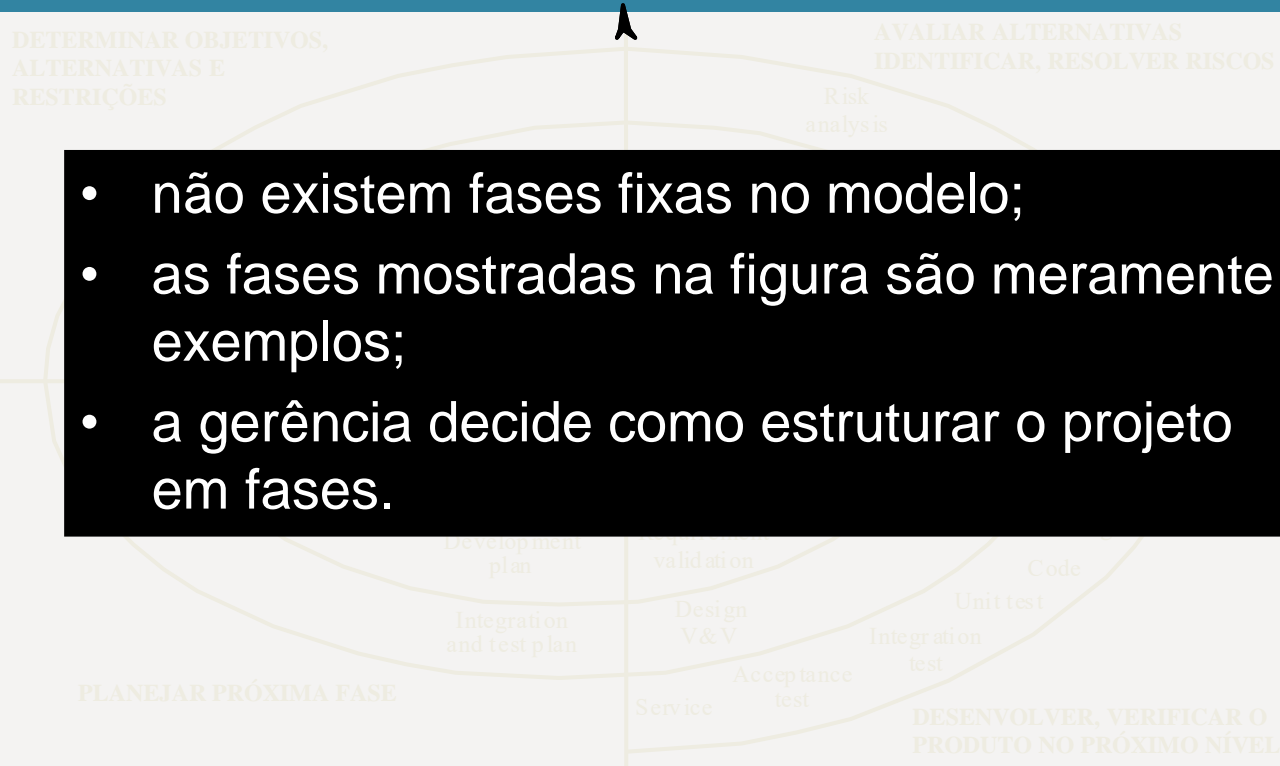 DETERMINAR OBJETIVOS,
ALTERNATIVAS E
RESTRIÇÕES
AVALIAR ALTERNATIVAS
IDENTIFICAR, RESOLVER RISCOS
Risk
analysis
• não existem fases fixas no modelo;
• as fases mostradas na figura são meramente
exemplos;
• a gerência decide como estruturar o projeto
em fases.
Development
plan
validation
Code
Unit test
Integration
and test plan
Design
V&V
Integration
test
Acceptance
test
Service
PLANEJAR PRÓXIMA FASE
DESENVOLVER, VERIFICAR O
PRODUTO NO PRÓXIMO NÍVEL